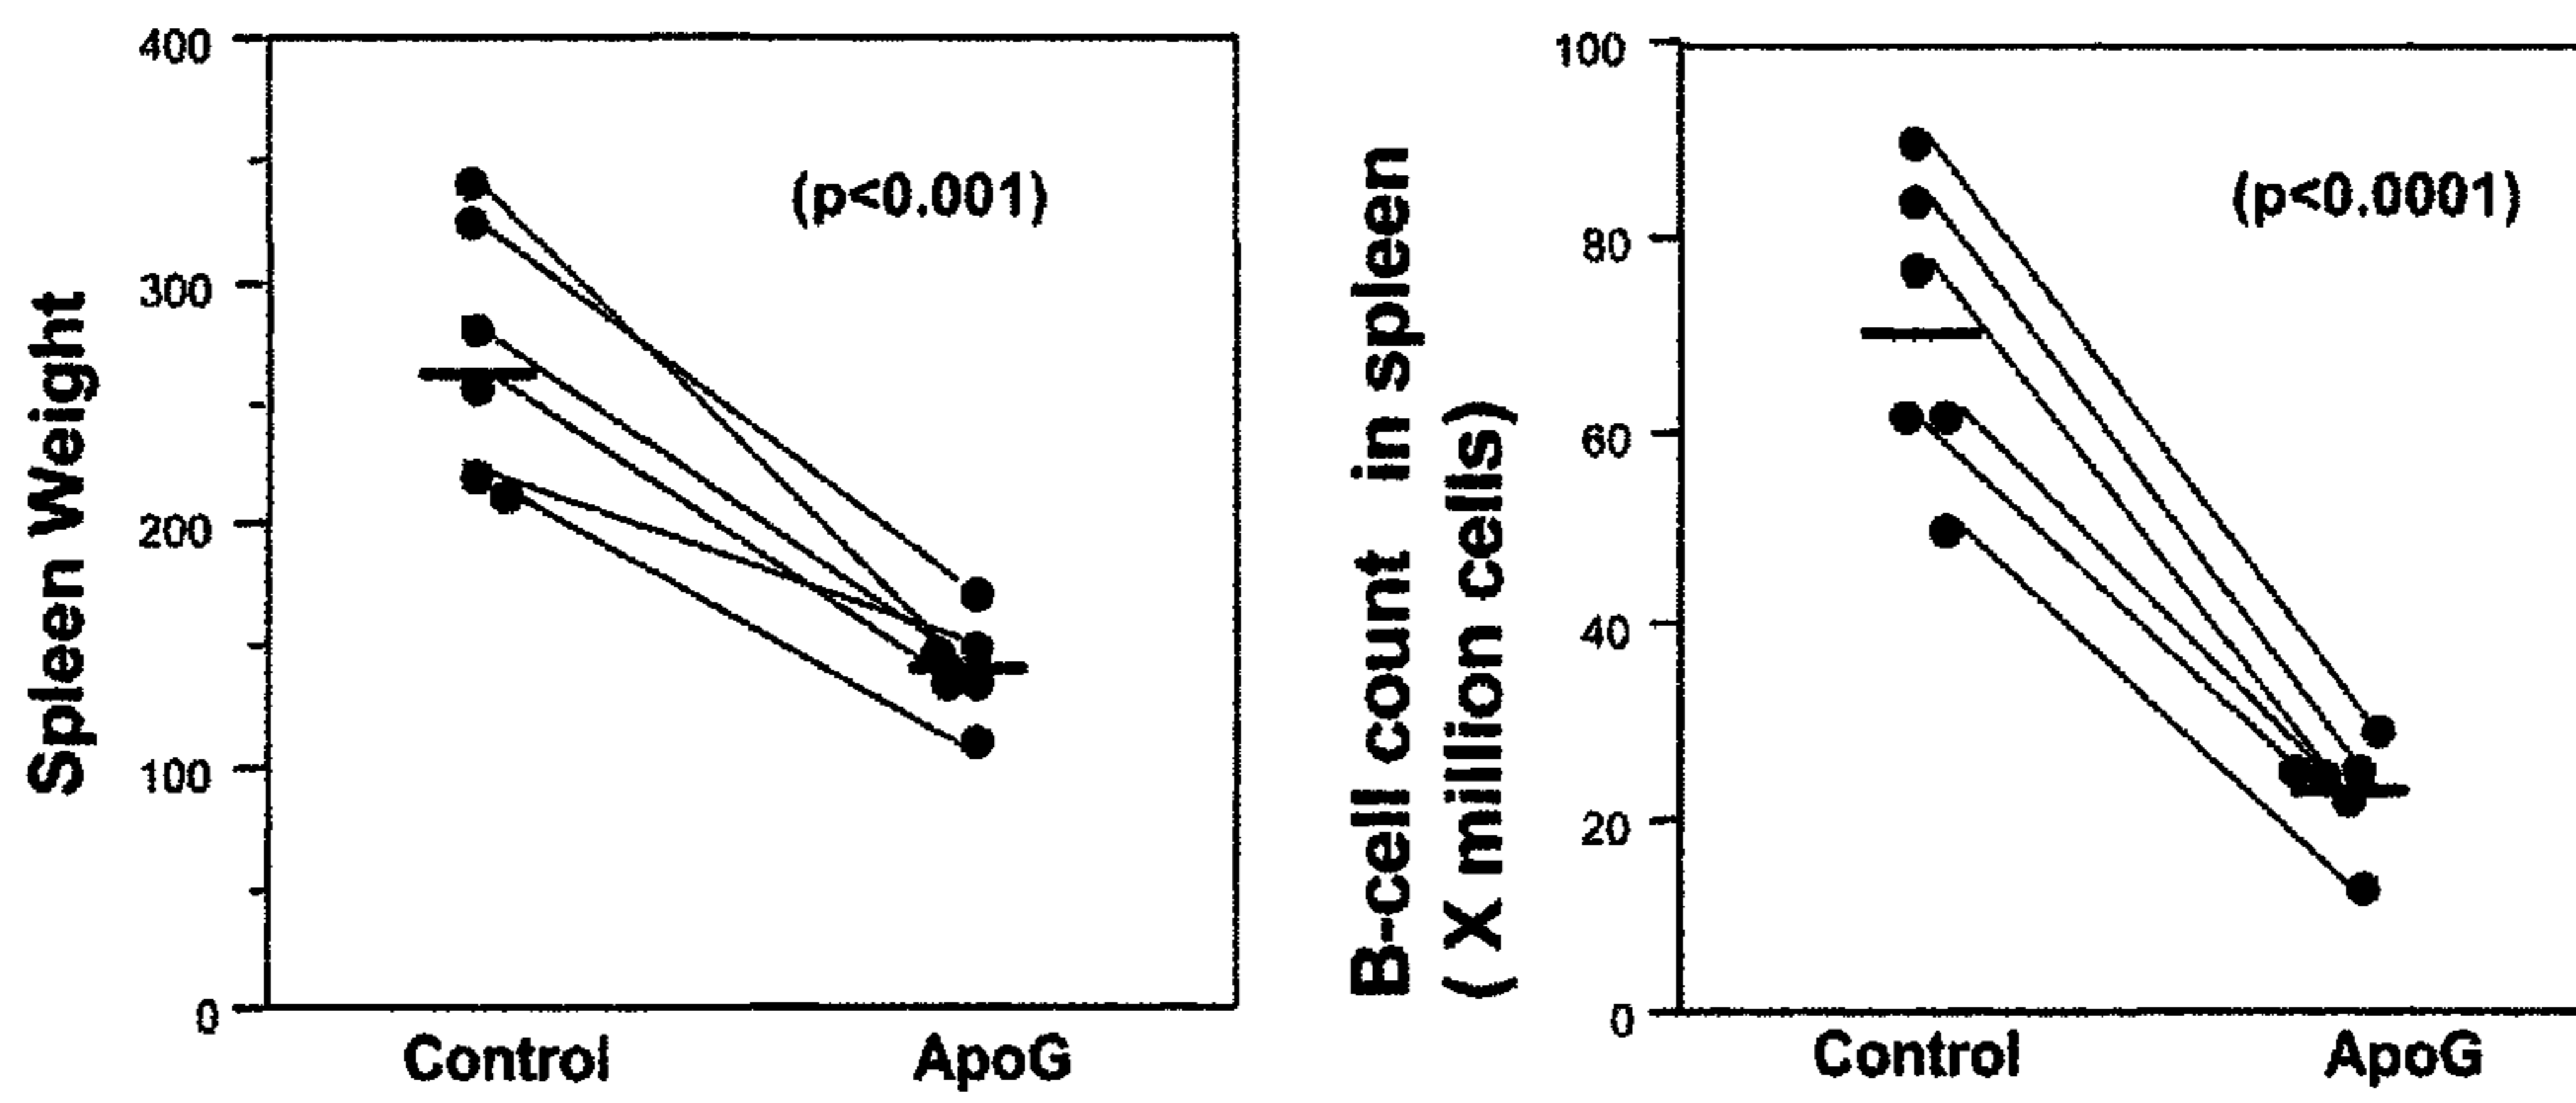 Spleen Weight
400
300
200
100
0
(p<0.001)
Control ApoG
B-cell count in spleen
( X million cells)
100
80
60
40
20
0
(p<0.0001)
Control ApoG